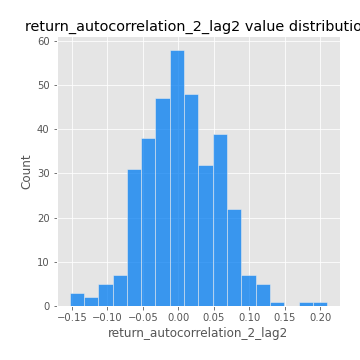 return_autocorrelation_2_lag2 value distributio
60
50
40
30
20
10
0
Count
−0.15 −0.10 −0.05 0.00 0.05 0.10 0.15 0.20
return_autocorrelation_2_lag2